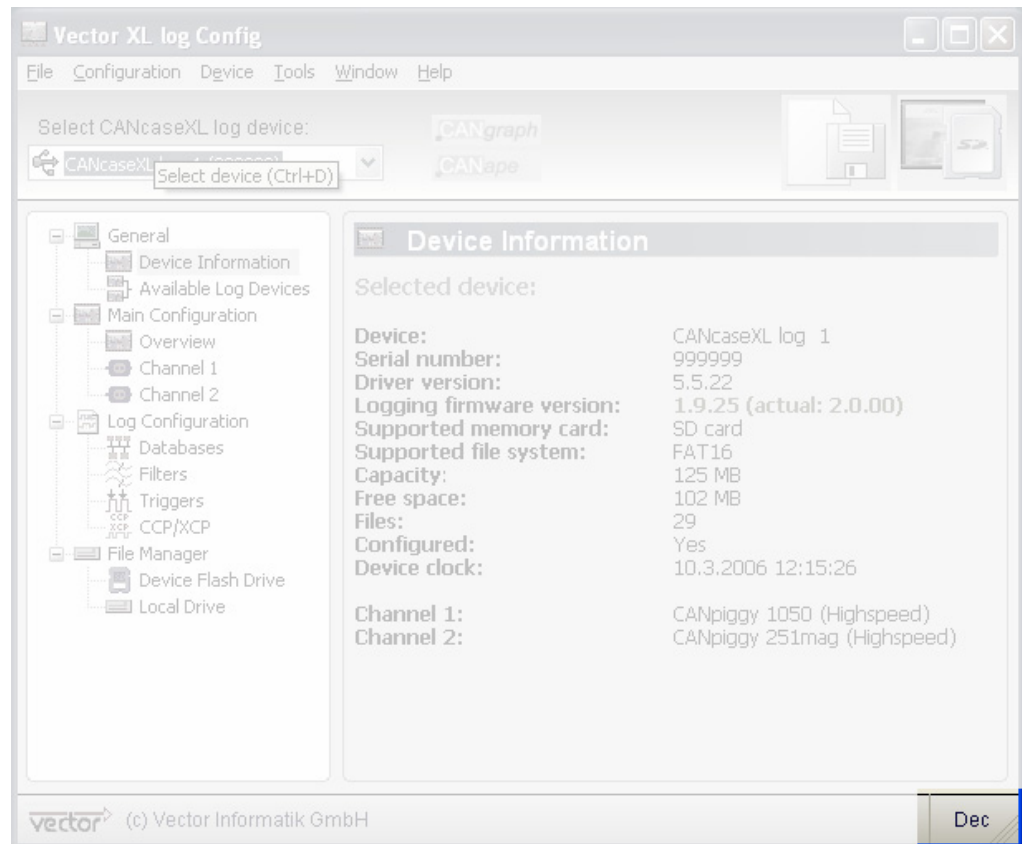 Vector XL log Config
File Configuration Device Tools Window Help
Select CANcaseXL log device:
CANgraph
CANape
CANcaseXL
Select device (Ctrl+D)
General
Device Information
Available Log Devices
Main Configuration
Overview
Channel 1
Channel 2
Log Configuration
Databases
Filters
Triggers
CCP/XCP
File Manager
Device Flash Drive
Local Drive
Device Information
Selected device:
Device: CANcaseXL log 1
Serial number: 999999
Driver version: 5.5.22
Logging firmware version: 1.9.25 (actual: 2.0.00)
Supported memory card: SD card
Supported file system: FAT16
Capacity: 125 MB
Free space: 102 MB
Files: 29
Configured: Yes
Device clock: 10.3.2006 12:15:26
Channel 1: CANpiggy 1050 (Highspeed)
Channel 2: CANpiggy 251mag (Highspeed)
vector (c) Vector Informatik GmbH
Dec